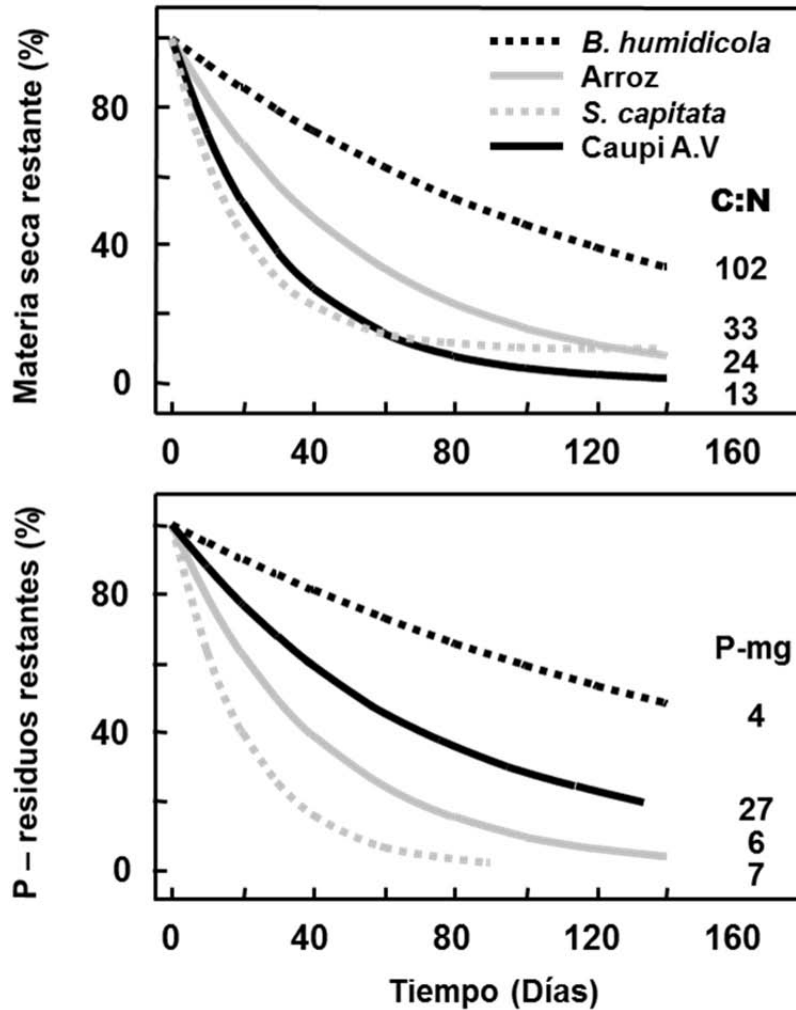 Materia seca restante (%)
B. humidicola
Arroz
S. capitata
Caupi A.V
C:N
102
33
24
13
80
40
0
0 40 80 120 160
P – residuos restantes (%)
P-mg
4
27
6
7
80
40
0
0 40 80 120 160
Tiempo (Días)